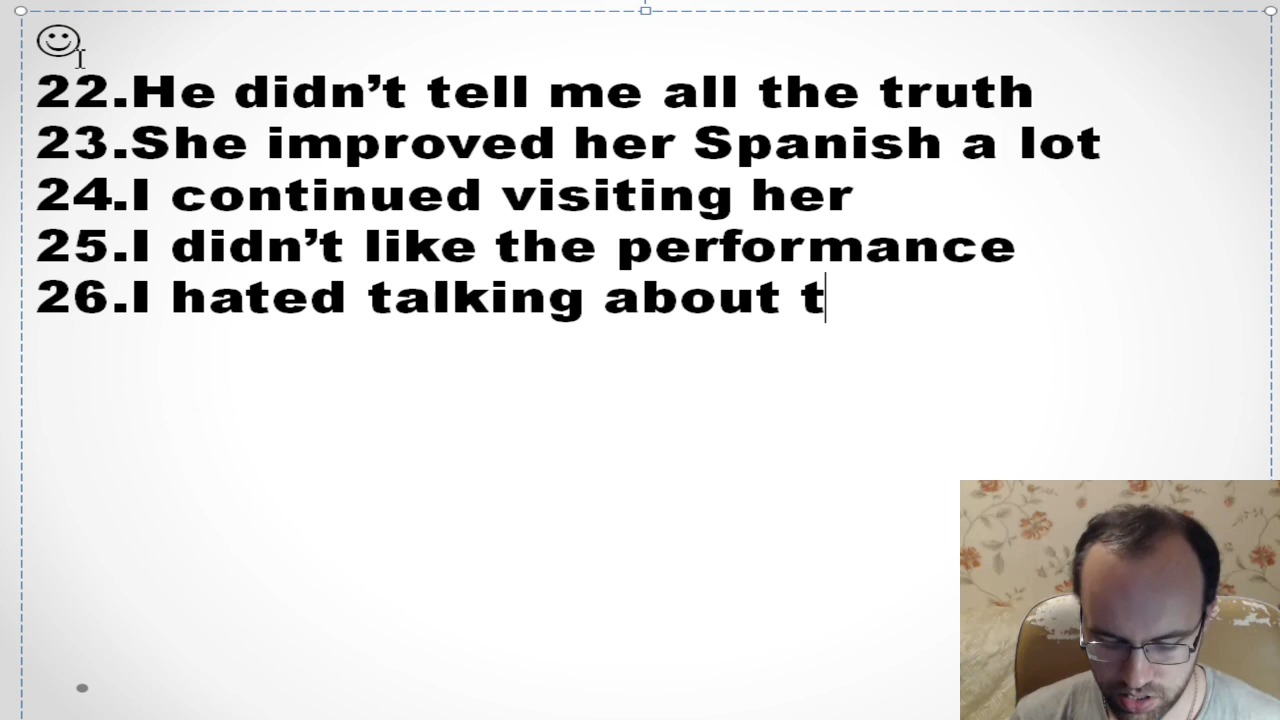 22.He didn’t tell me all the truth
23.She improved her Spanish a lot
24.I continued visiting her
25.I didn’t like the performance
26.I hated talking about t